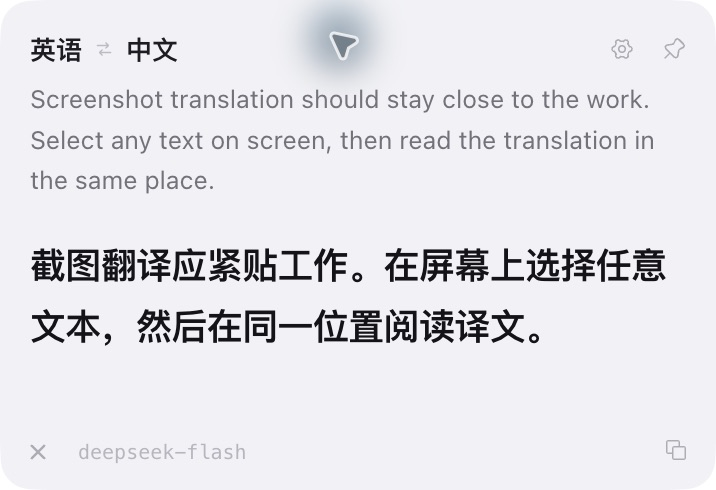 英语 ⇄ 中文
Screenshot translation should stay close to the work.
Select any text on screen, then read the translation in
the same place.
截图翻译应紧贴工作。在屏幕上选择任意
文本，然后在同一位置阅读译文。
deepseek-flash